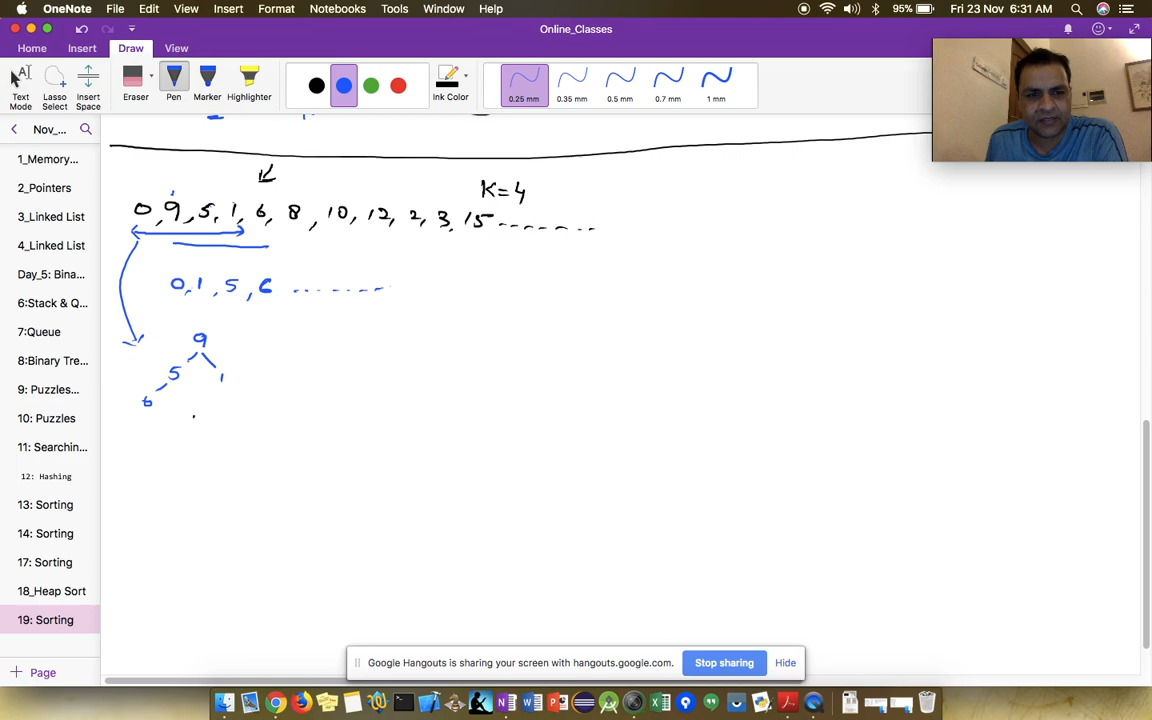 OneNote File Edit View Insert Format Notebooks Tools Window Help 95% Fri 23 Nov 6:31 AM
Online_Classes
Home Insert Draw View
Text Mode
Lasso Select
Insert Space
Eraser
Pen
Marker
Highlighter
Ink Color
0.25 mm
0.35 mm
0.5 mm
0.7 mm
1 mm
Nov_...
1_Memory...
2_Pointers
3_Linked List
4_Linked List
Day_5: Bina...
6:Stack & Q...
7:Queue
8:Binary Tre...
9: Puzzles...
10: Puzzles
11: Searchin...
12: Hashing
13: Sorting
14: Sorting
17: Sorting
18_Heap Sort
19: Sorting
+ Page
K=4
0, 9, 5, 1, 6, 8, 10, 12, 2, 3, 15 -------
0, 1, 5, 6 ........
9
5 1
6
Google Hangouts is sharing your screen with hangouts.google.com. Stop sharing Hide